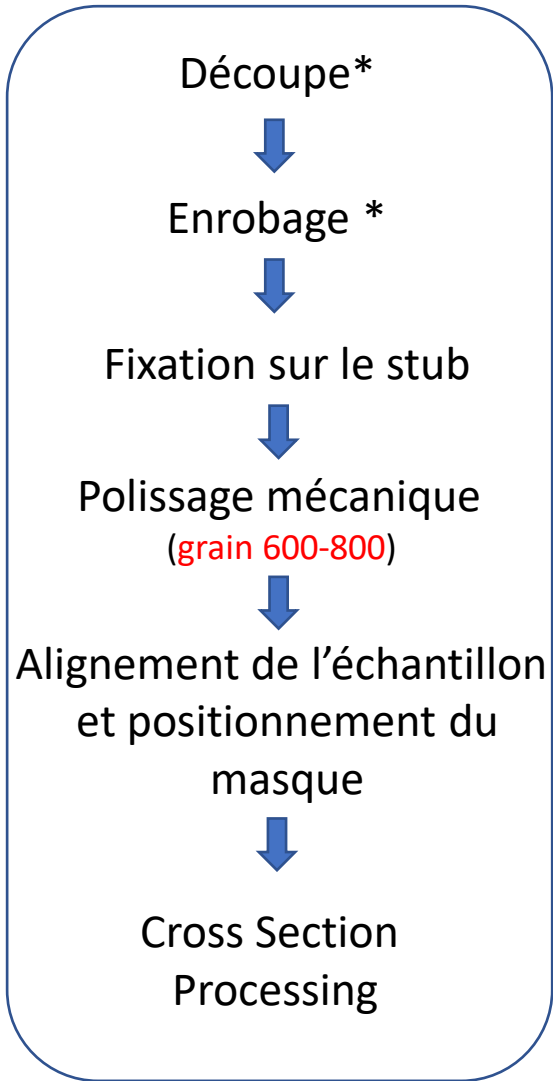 Découpe*
Enrobage *
Fixation sur le stub
Polissage mécanique
(grain 600-800)
Alignement de l’échantillon
et positionnement du
masque
Cross Section
Processing